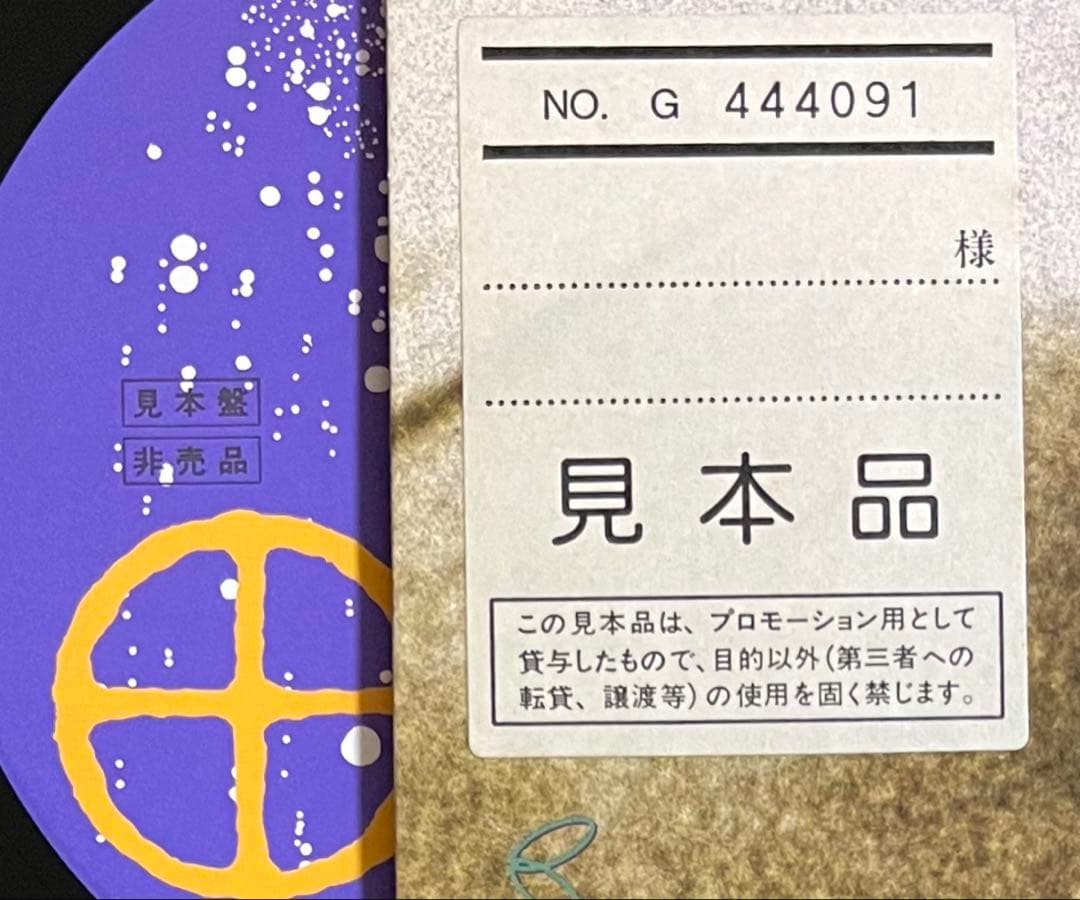 見本盤
非売品
NO. G 444091
様
見本品
この見本品は、プロモーション用として
貸与したもので、目的以外(第三者への
転貸、譲渡等)の使用を固く禁じます。